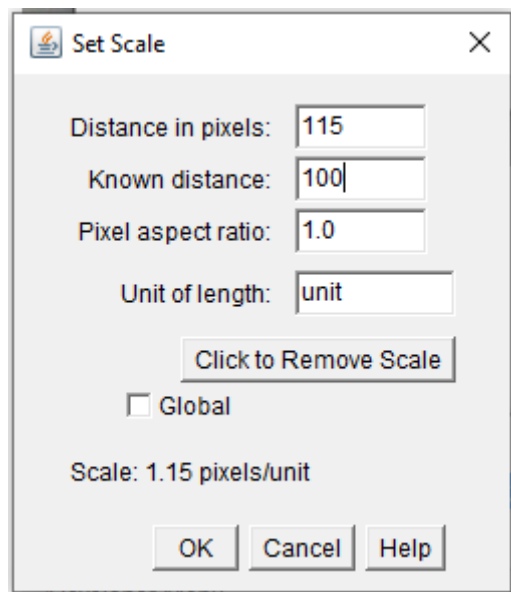 Set Scale
Distance in pixels: 115
Known distance: 100
Pixel aspect ratio: 1.0
Unit of length: unit
Click to Remove Scale
Global
Scale: 1.15 pixels/unit
OK Cancel Help